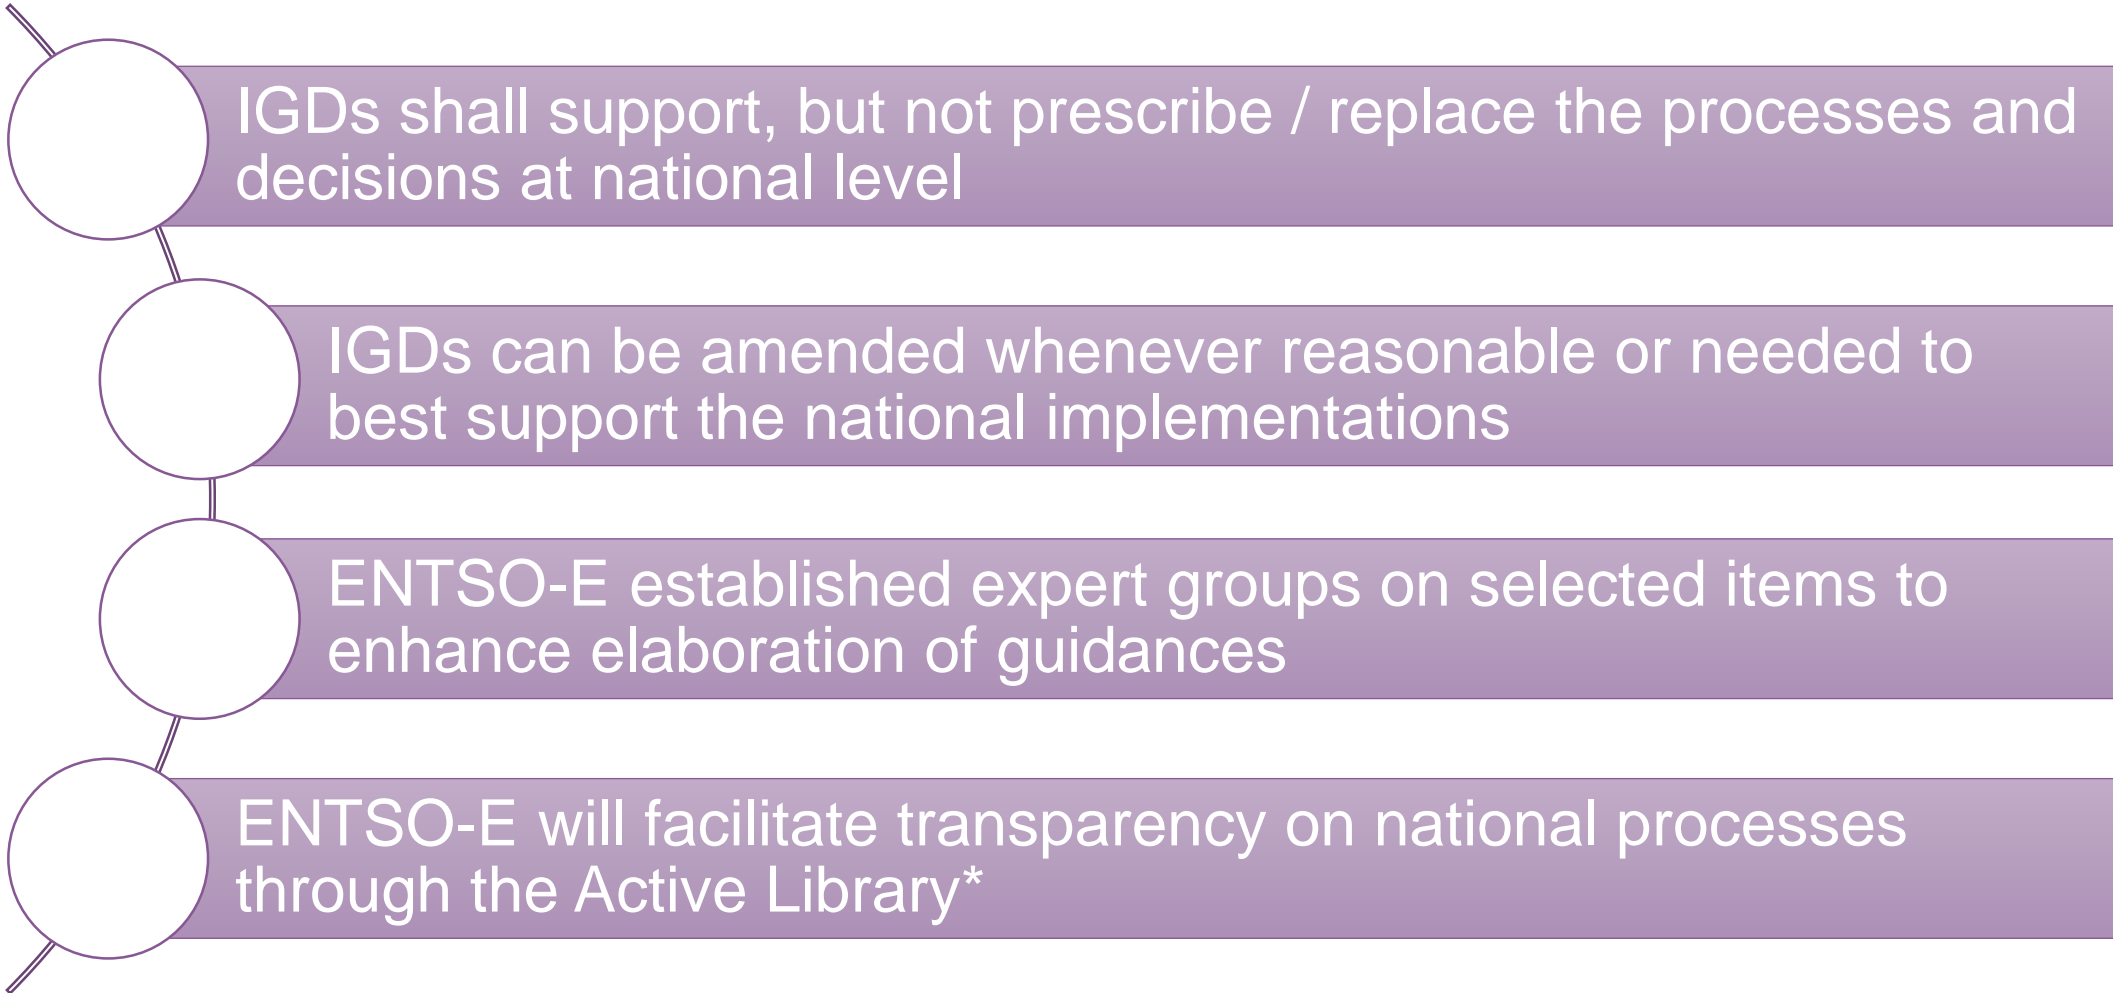 IGDs shall support, but not prescribe / replace the processes and
decisions at national level
IGDs can be amended whenever reasonable or needed to
best support the national implementations
ENTSO-E established expert groups on selected items to
enhance elaboration of guidances
ENTSO-E will facilitate transparency on national processes
through the Active Library*